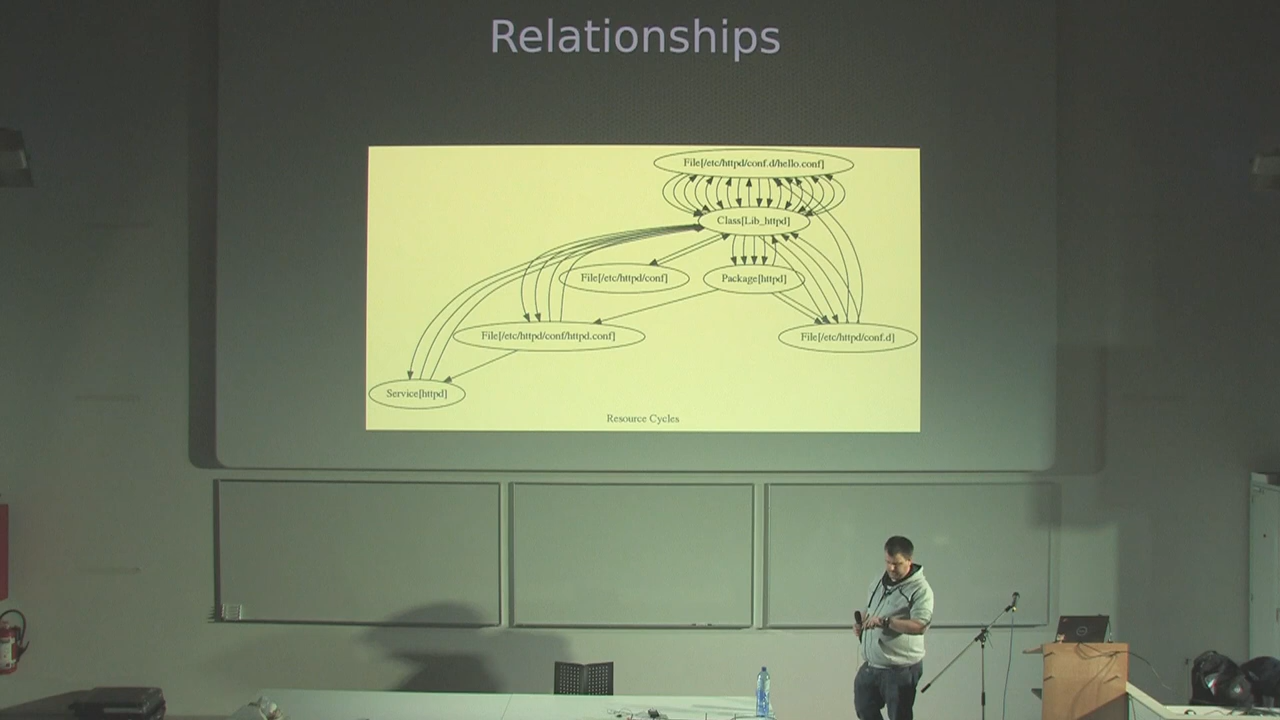 Relationships
File[/etc/httpd/conf.d/hello.conf]
Class[Lib_httpd]
File[/etc/httpd/conf]
Package[httpd]
File[/etc/httpd/conf/httpd.conf]
File[/etc/httpd/conf.d]
Service[httpd]
Resource Cycles